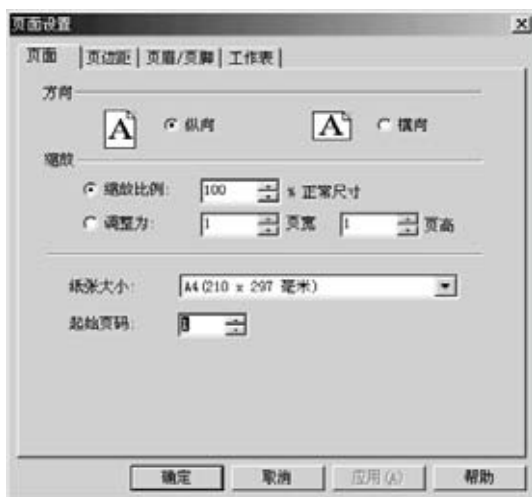 页面设置
页面 页边距 页眉/页脚 工作表
方向
A 纵向 A 横向
缩放
缩放比例: 100 % 正常尺寸
调整为: 1 页宽 1 页高
纸张大小: A4(210 x 297 毫米)
起始页码: 1
确定 取消 应用(A) 帮助